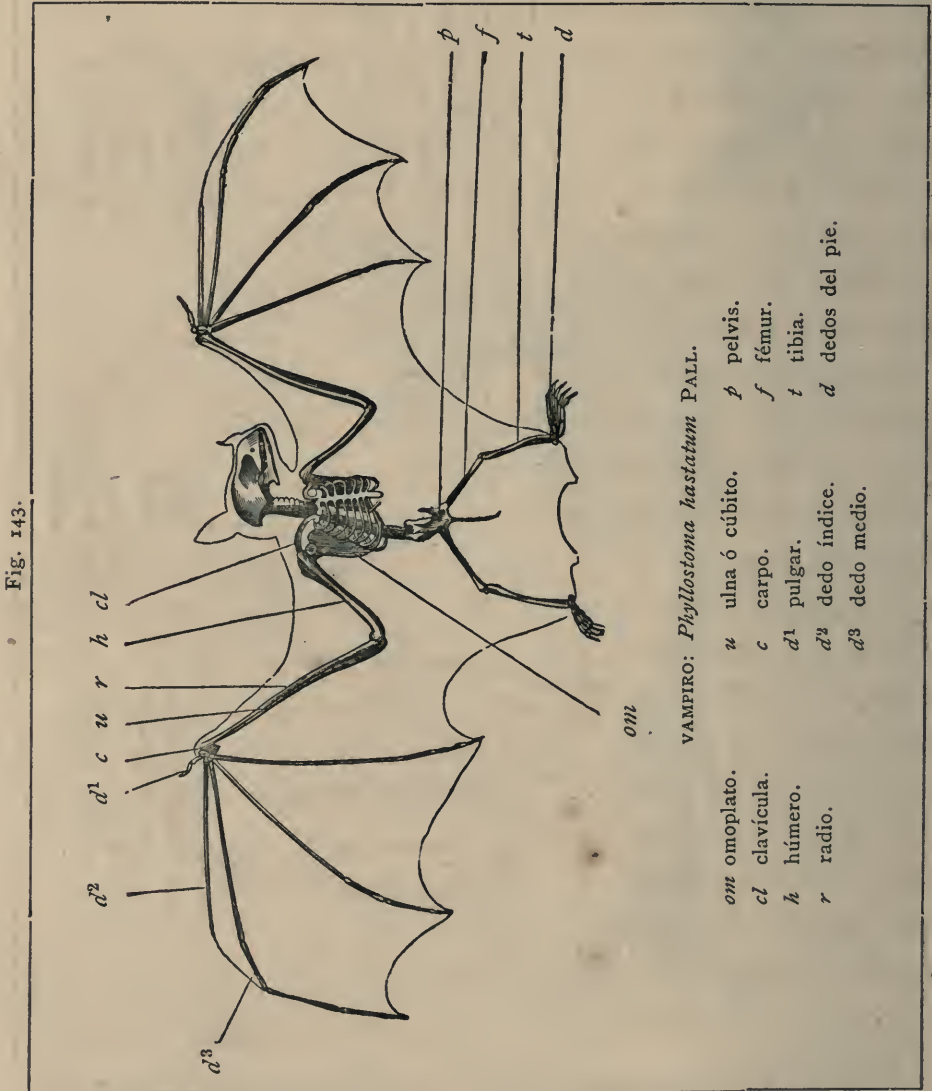 Fig. 143.
d³
d²
d¹
c
u
r
h
cl
p
f
t
d
om
VAMPIRO: Phyllostoma hastatum PALL.
om omoplato.
cl clavícula.
h húmero.
r radio.
u ulna ó cúbito.
c carpo.
d¹ pulgar.
d² dedo índice.
d³ dedo medio.
p pelvis.
f fémur.
t tibia.
d dedos del pie.